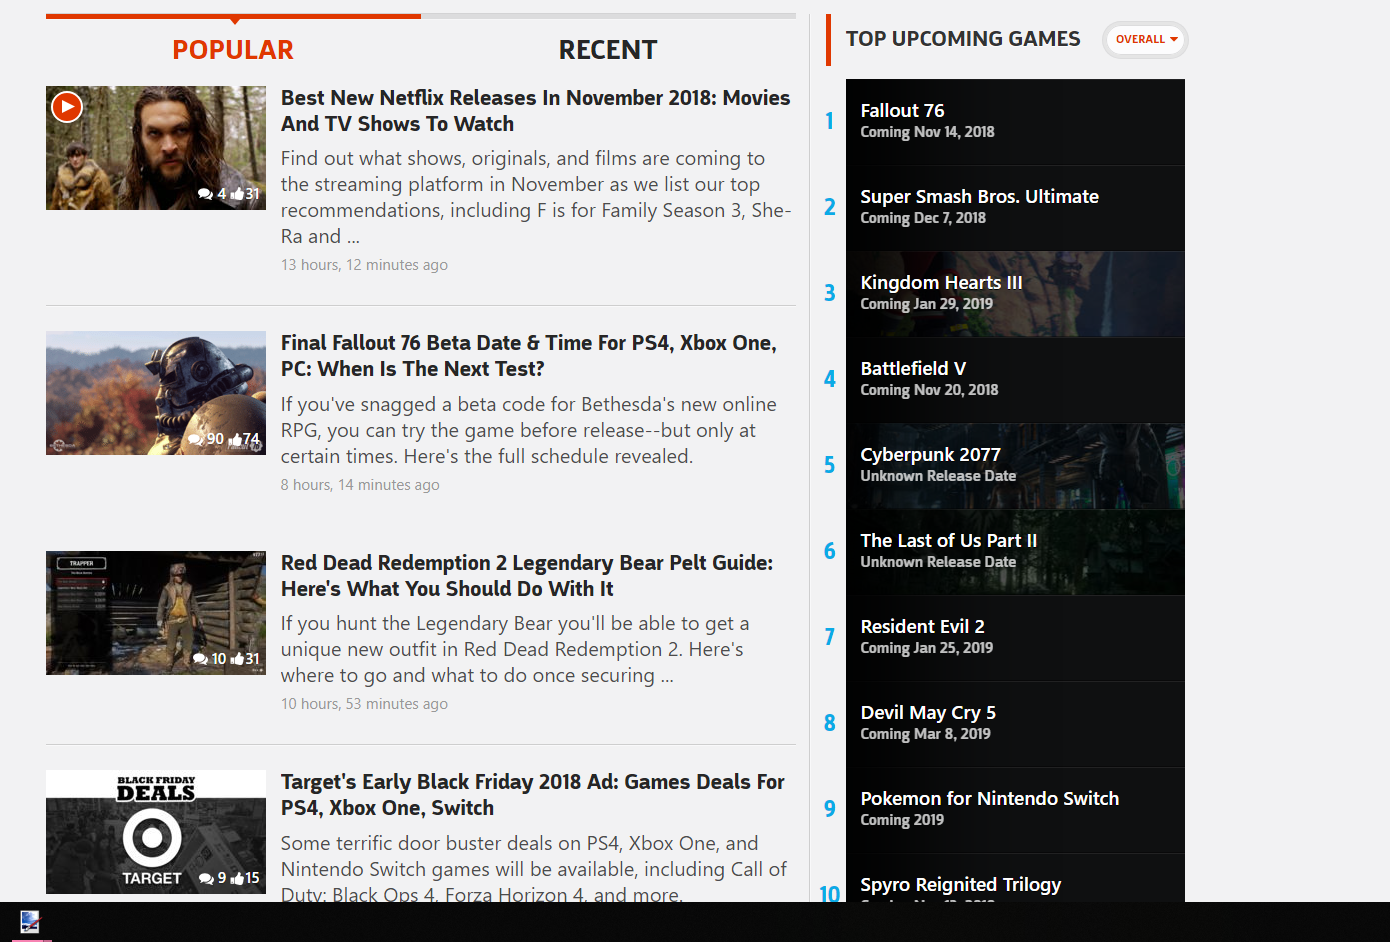 POPULAR
RECENT
Best New Netflix Releases In November 2018: Movies
And TV Shows To Watch
Find out what shows, originals, and films are coming to
the streaming platform in November as we list our top
recommendations, including F is for Family Season 3, She-
Ra and ...
13 hours, 12 minutes ago
4 31
Final Fallout 76 Beta Date & Time For PS4, Xbox One,
PC: When Is The Next Test?
If you've snagged a beta code for Bethesda's new online
RPG, you can try the game before release--but only at
certain times. Here's the full schedule revealed.
8 hours, 14 minutes ago
90 74
Red Dead Redemption 2 Legendary Bear Pelt Guide:
Here's What You Should Do With It
If you hunt the Legendary Bear you'll be able to get a
unique new outfit in Red Dead Redemption 2. Here's
where to go and what to do once securing ...
10 hours, 53 minutes ago
TRAPPER
10 31
Target's Early Black Friday 2018 Ad: Games Deals For
PS4, Xbox One, Switch
Some terrific door buster deals on PS4, Xbox One, and
Nintendo Switch games will be available, including Call of
Duty: Black Ops 4, Forza Horizon 4, and more.
BLACK FRIDAY
DEALS
TARGET
9 15
TOP UPCOMING GAMES
OVERALL
1
Fallout 76
Coming Nov 14, 2018
2
Super Smash Bros. Ultimate
Coming Dec 7, 2018
3
Kingdom Hearts III
Coming Jan 29, 2019
4
Battlefield V
Coming Nov 20, 2018
5
Cyberpunk 2077
Unknown Release Date
6
The Last of Us Part II
Unknown Release Date
7
Resident Evil 2
Coming Jan 25, 2019
8
Devil May Cry 5
Coming Mar 8, 2019
9
Pokemon for Nintendo Switch
Coming 2019
10
Spyro Reignited Trilogy